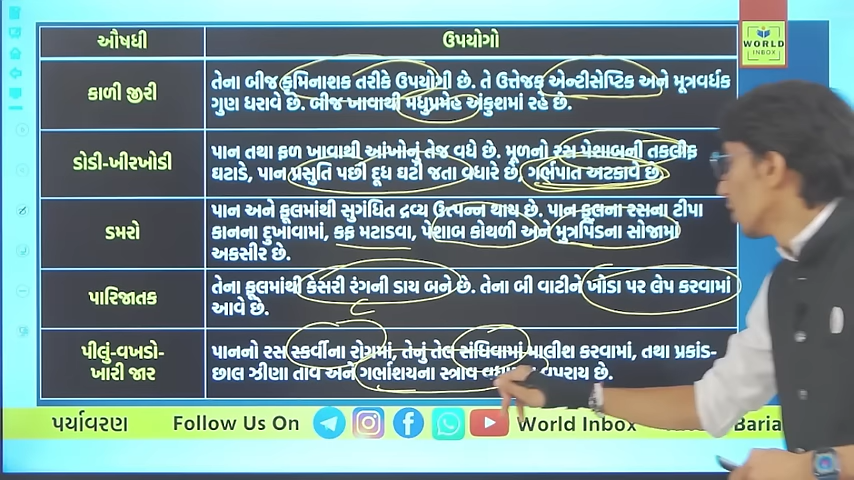 ઔષધી
ઉપયોગો
WORLD
INBOX
કાળી જીરી
તેના બીજ કૃમિનાશક તરીકે ઉપયોગી છે. તે ઉત્તેજક એન્ટીસેપ્ટિક અને મૂત્રવર્ધક
ગુણ ધરાવે છે. બીજ ખાવાથી મધુપ્રમેહ અંકુશમાં રહે છે.
ડોડી-ખીરખોડી
પાન તથા ફળ ખાવાથી આંખોનું તેજ વધે છે. મૂળનો રસ પેશાબની તકલીફ
ઘટાડે, પાન પ્રસુતિ પછી દૂધ ઘટી જતા વધારે છે, ગર્ભપાત અટકાવે છે.
ડમરો
પાન અને ફૂલમાંથી સુગંધિત દ્રવ્ય ઉત્પન્ન થાય છે. પાન ફૂલના રસના ટીપા
કાનના દુખાવામાં, કફ મટાડવા, પેશાબ કોથળી અને મુત્રપિંડના સોજામાં
અકસીર છે.
પારિજાતક
તેના ફૂલમાંથી કેસરી રંગની ડાય બને છે. તેના બી વાટીને ખોડા પર લેપ કરવામાં
આવે છે.
પીલું-વખડો-
ખારી જાર
પાનનો રસ સ્કર્વીના રોગમાં, તેનું તેલ સંધિવામાં માલીશ કરવામાં, તથા પ્રકાંડ-
છાલ ઝીણા તાવ અને ગર્ભાશયના સ્ત્રાવ વપરાય છે.
પર્યાવરણ
Follow Us On
World Inbox
Baria